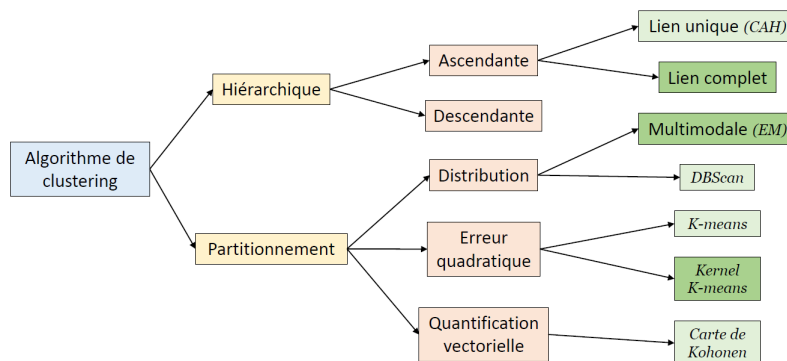 Lien unique (CAH)
Ascendante
Hiérarchique
Lien complet
Descendante
Multimodale (EM)
Algorithme de
clustering
Distribution
DBScan
Partitionnement
Erreur
quadratique
K-means
Kernel
K-means
Quantification
vectorielle
Carte de
Kohonen